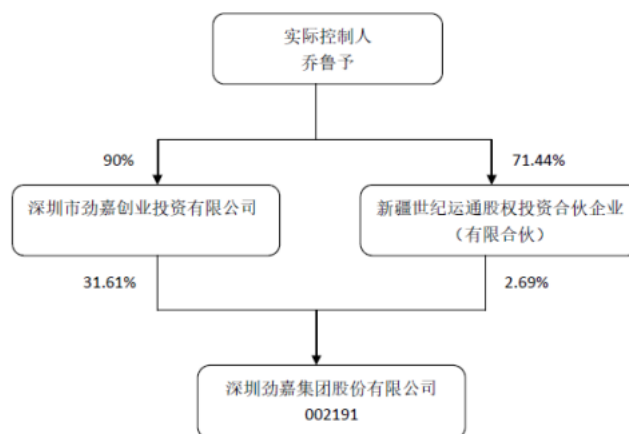 实际控制人
乔鲁予
90%
71.44%
深圳市劲嘉创业投资有限公司
新疆世纪运通股权投资合伙企业
（有限合伙）
31.61%
2.69%
深圳劲嘉集团股份有限公司
002191